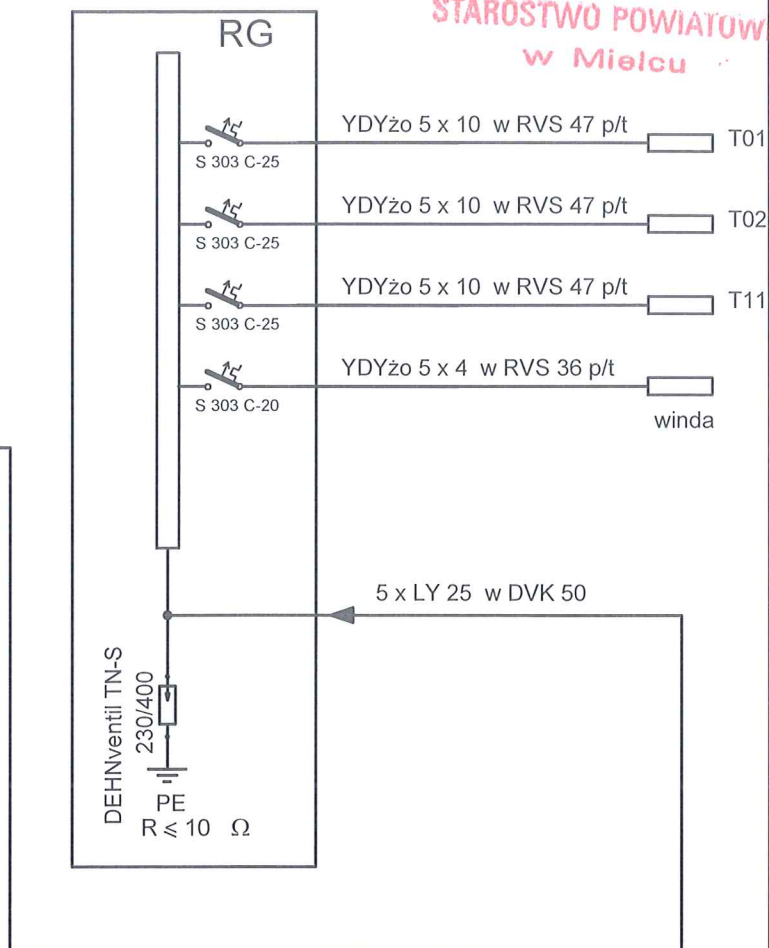 STAROSTWO POWIATOW
w Mielcu
RG
YDYżo 5 x 10 w RVS 47 p/t
T01
S 303 C-25
YDYżo 5 x 10 w RVS 47 p/t
T02
S 303 C-25
YDYżo 5 x 10 w RVS 47 p/t
T11
S 303 C-25
YDYżo 5 x 4 w RVS 36 p/t
S 303 C-20
winda
5 x LY 25 w DVK 50
DEHNventil TN-S
230/400
PE
R ⩽ 10 Ω